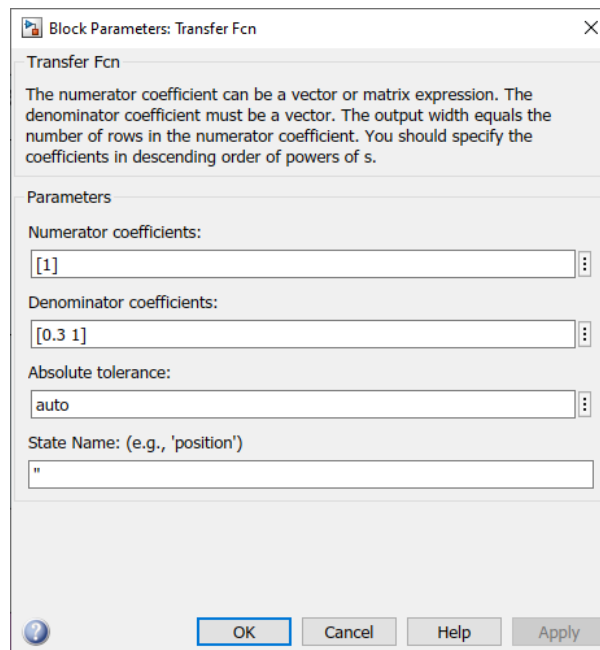 Block Parameters: Transfer Fcn
Transfer Fcn
The numerator coefficient can be a vector or matrix expression. The
denominator coefficient must be a vector. The output width equals the
number of rows in the numerator coefficient. You should specify the
coefficients in descending order of powers of s.
Parameters
Numerator coefficients:
[1]
Denominator coefficients:
[0.3 1]
Absolute tolerance:
auto
State Name: (e.g., 'position')
''
OK Cancel Help Apply